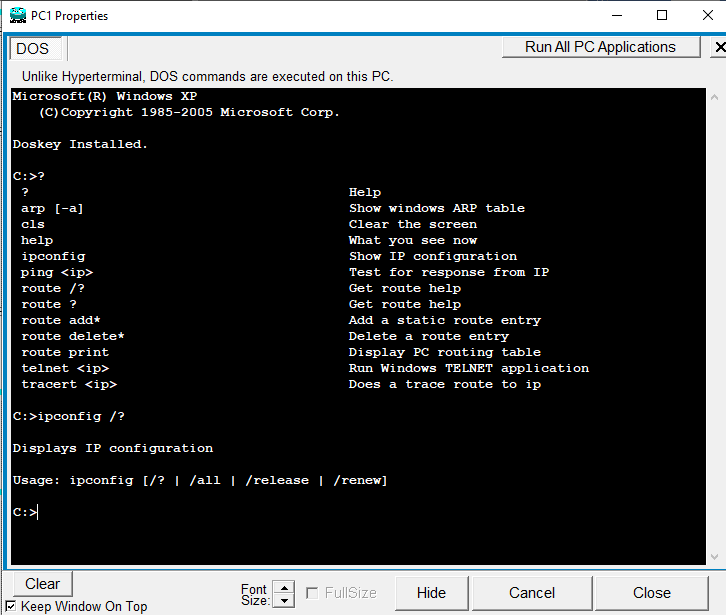 PC1 Properties
DOS
Run All PC Applications
Unlike Hyperterminal, DOS commands are executed on this PC.
Microsoft(R) Windows XP
(C)Copyright 1985-2005 Microsoft Corp.
Doskey Installed.
C:>?
? Help
arp [-a] Show windows ARP table
cls Clear the screen
help What you see now
ipconfig Show IP configuration
ping <ip> Test for response from IP
route /? Get route help
route ? Get route help
route add* Add a static route entry
route delete* Delete a route entry
route print Display PC routing table
telnet <ip> Run Windows TELNET application
tracert <ip> Does a trace route to ip
C:>ipconfig /?
Displays IP configuration
Usage: ipconfig [/? | /all | /release | /renew]
C:>
Clear
Keep Window On Top
Font
Size:
FullSize
Hide
Cancel
Close